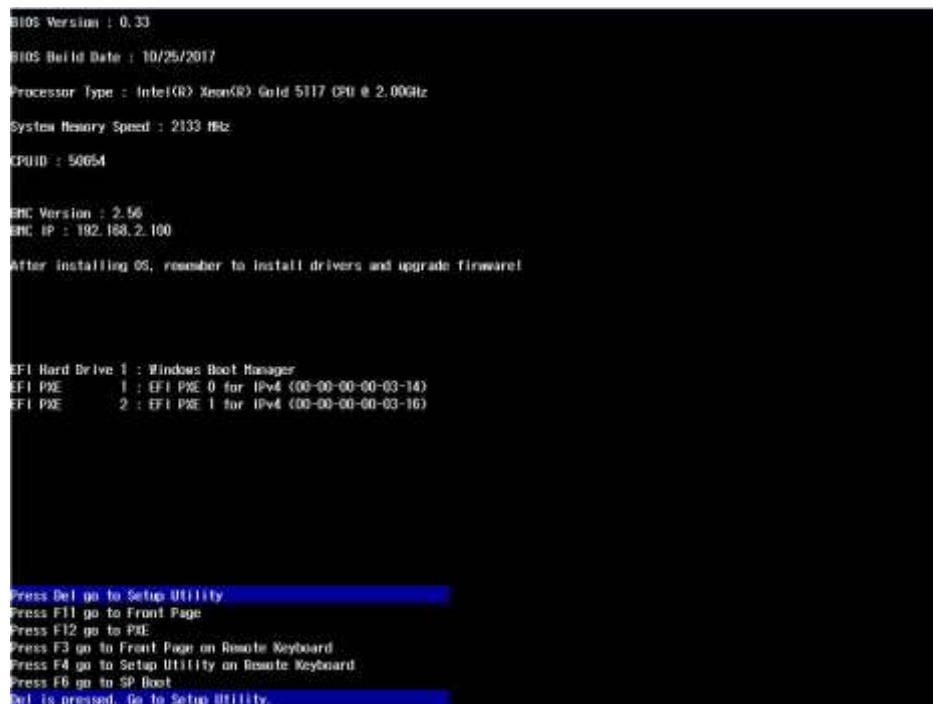 BIOS Version : 0.33
BIOS Build Date : 10/25/2017
Processor Type : Intel(R) Xeon(R) Gold 5117 CPU @ 2.00GHz
System Memory Speed : 2133 MHz
CPUID : 50654
BMC Version : 2.56
BMC IP : 192.168.2.100
After installing OS, remember to install drivers and upgrade firmware!
EFI Hard Drive 1 : Windows Boot Manager
EFI PXE 1 : EFI PXE 0 for IPv4 (00-00-00-00-03-14)
EFI PXE 2 : EFI PXE 1 for IPv4 (00-00-00-00-03-16)
Press Del go to Setup Utility
Press F11 go to Front Page
Press F12 go to PXE
Press F3 go to Front Page on Remote Keyboard
Press F4 go to Setup Utility on Remote Keyboard
Press F6 go to SP Boot
Del is pressed. Go to Setup Utility.